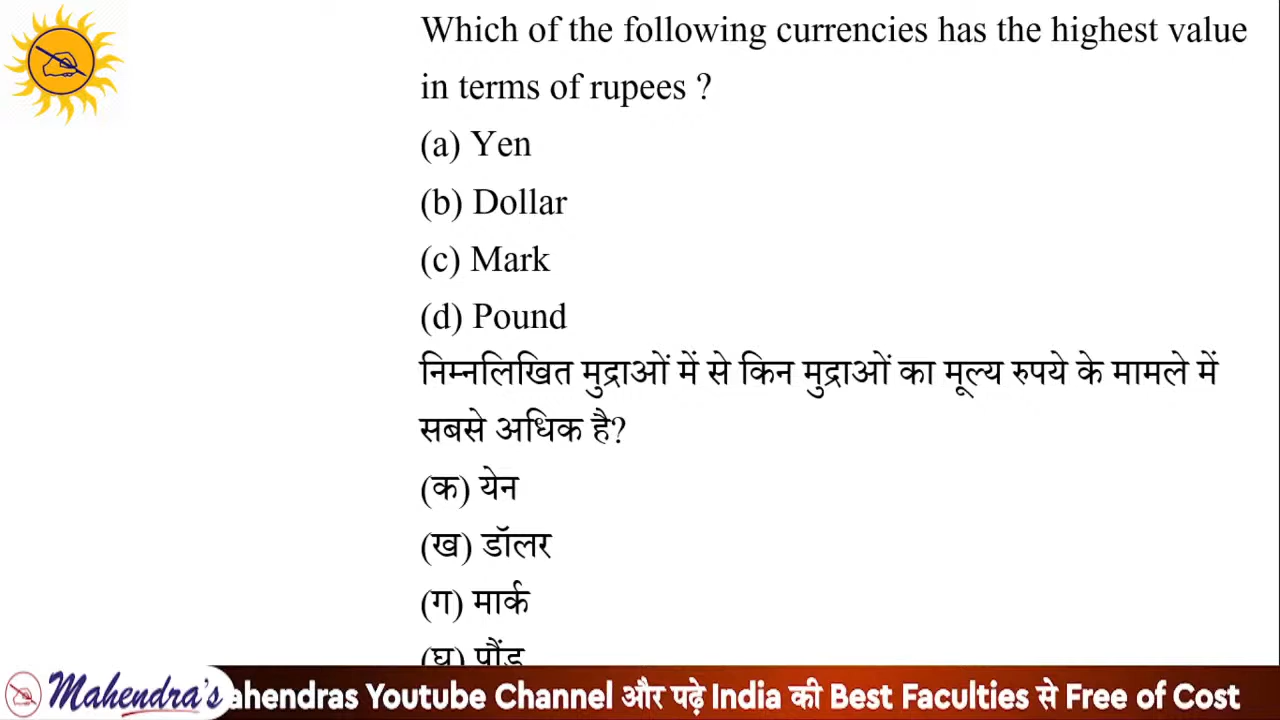 Which of the following currencies has the highest value
in terms of rupees ?
(a) Yen
(b) Dollar
(c) Mark
(d) Pound
निम्नलिखित मुद्राओं में से किन मुद्राओं का मूल्य रुपये के मामले में
सबसे अधिक है?
(क) येन
(ख) डॉलर
(ग) मार्क
(घ) पौंड
Mahendra's ahendras Youtube Channel और पढ़े India की Best Faculties से Free of Cost